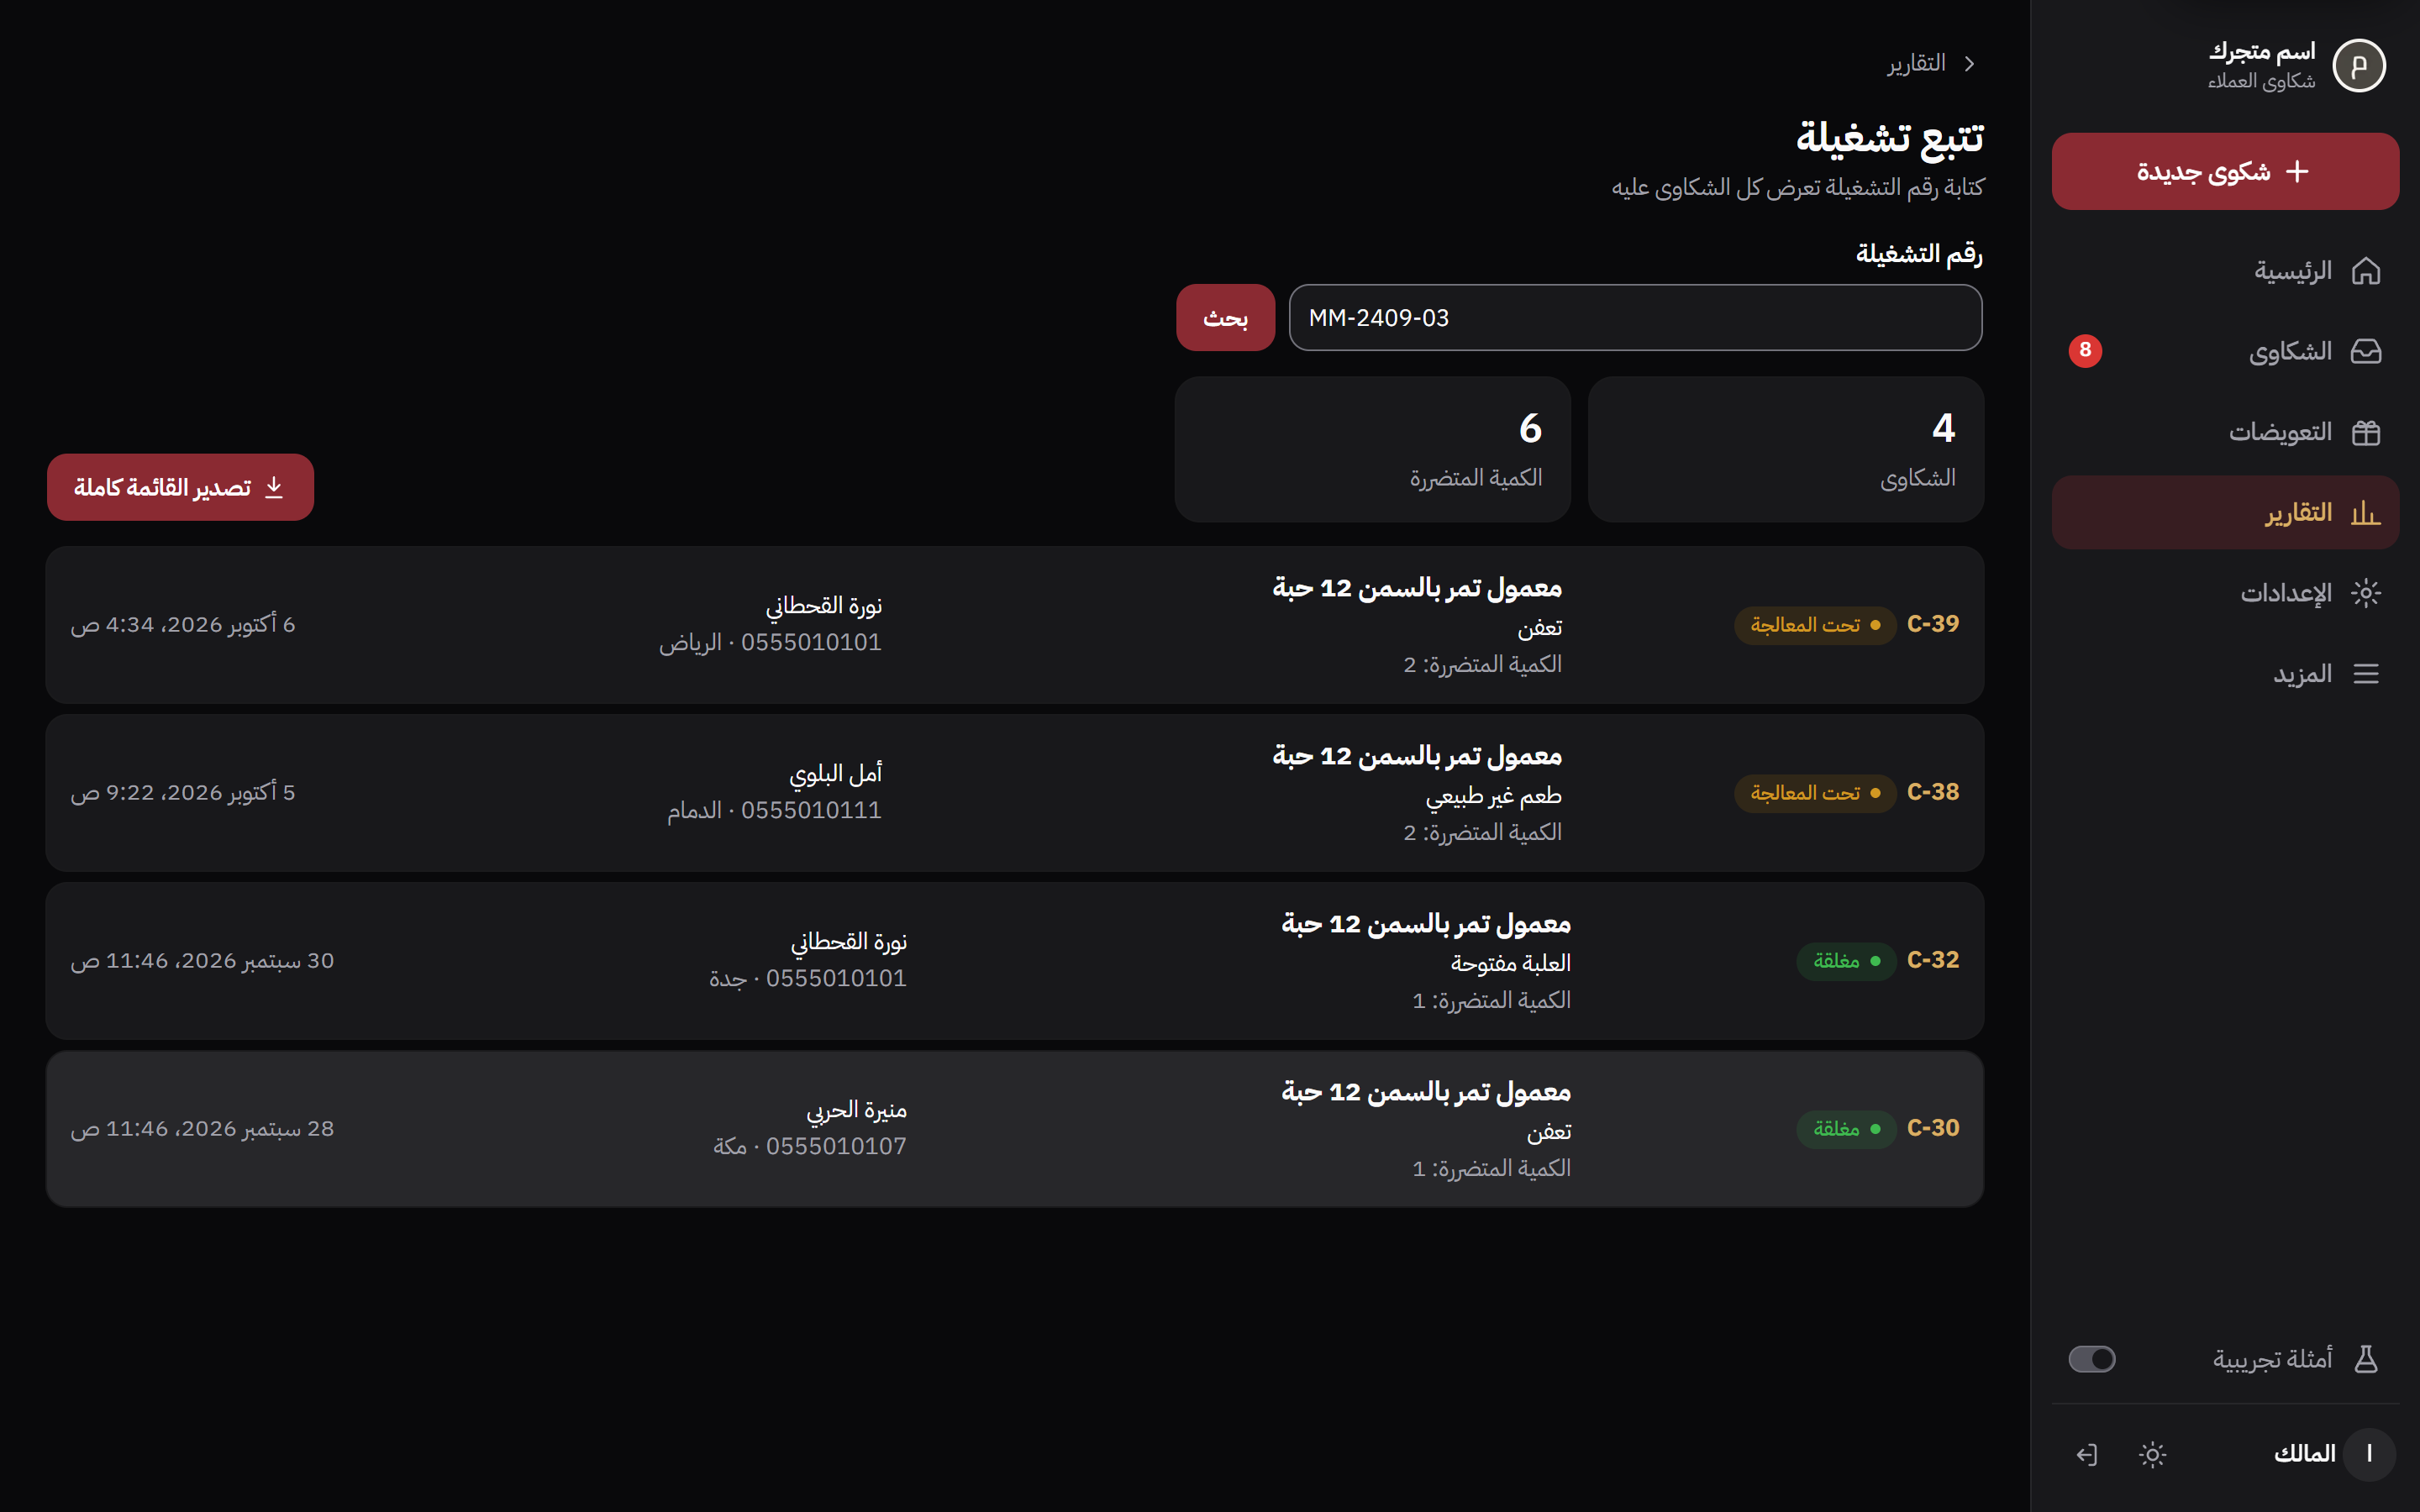 م
اسم متجرك
شكاوى العملاء
شكوى جديدة
الرئيسية
الشكاوى
8
التعويضات
التقارير
الإعدادات
المزيد
أمثلة تجريبية
ا
المالك
التقارير
تتبع تشغيلة
كتابة رقم التشغيلة تعرض كل الشكاوى عليه
رقم التشغيلة
MM-2409-03
بحث
4
الشكاوى
6
الكمية المتضررة
تصدير القائمة كاملة
C-39
تحت المعالجة
معمول تمر بالسمن 12 حبة
تعفن
الكمية المتضررة: 2
نورة القحطاني
0555010101 · الرياض
6 أكتوبر 2026، 4:34 ص
C-38
تحت المعالجة
معمول تمر بالسمن 12 حبة
طعم غير طبيعي
الكمية المتضررة: 2
أمل البلوي
0555010111 · الدمام
5 أكتوبر 2026، 9:22 ص
C-32
مغلقة
معمول تمر بالسمن 12 حبة
العلبة مفتوحة
الكمية المتضررة: 1
نورة القحطاني
0555010101 · جدة
30 سبتمبر 2026، 11:46 ص
C-30
مغلقة
معمول تمر بالسمن 12 حبة
تعفن
الكمية المتضررة: 1
منيرة الحربي
0555010107 · مكة
28 سبتمبر 2026، 11:46 ص